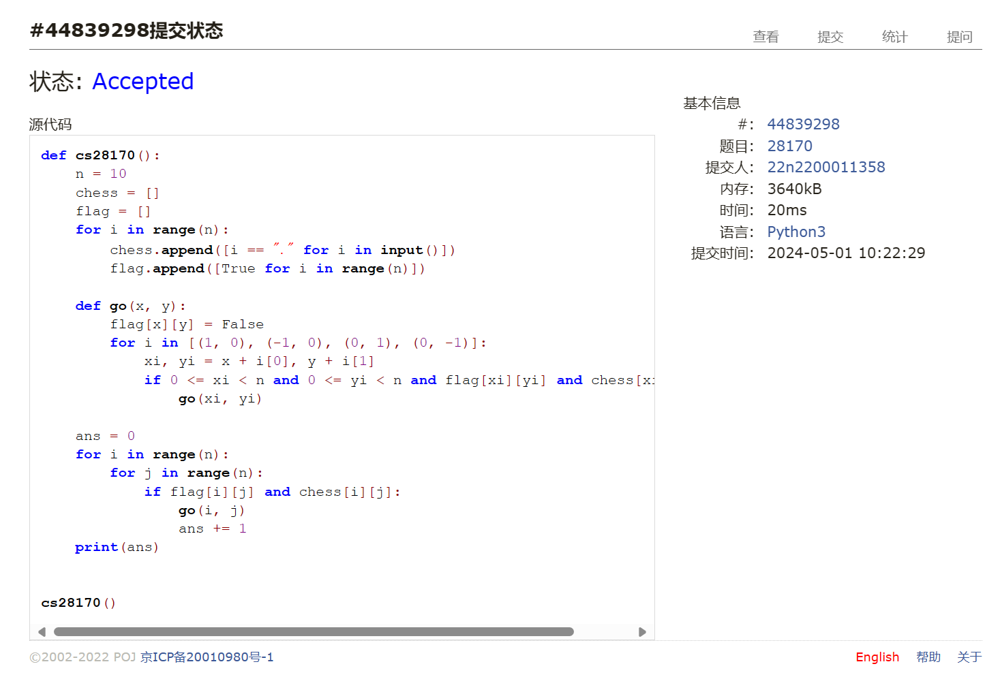 #44839298提交状态
查看 提交 统计 提问
状态: Accepted
源代码
def cs28170():
    n = 10
    chess = []
    flag = []
    for i in range(n):
        chess.append([i == "." for i in input()])
        flag.append([True for i in range(n)])

    def go(x, y):
        flag[x][y] = False
        for i in [(1, 0), (-1, 0), (0, 1), (0, -1)]:
            xi, yi = x + i[0], y + i[1]
            if 0 <= xi < n and 0 <= yi < n and flag[xi][yi] and chess[xi
                go(xi, yi)

    ans = 0
    for i in range(n):
        for j in range(n):
            if flag[i][j] and chess[i][j]:
                go(i, j)
                ans += 1
    print(ans)


cs28170()
基本信息
#: 44839298
题目: 28170
提交人: 22n2200011358
内存: 3640kB
时间: 20ms
语言: Python3
提交时间: 2024-05-01 10:22:29
©2002-2022 POJ 京ICP备20010980号-1
English 帮助 关于